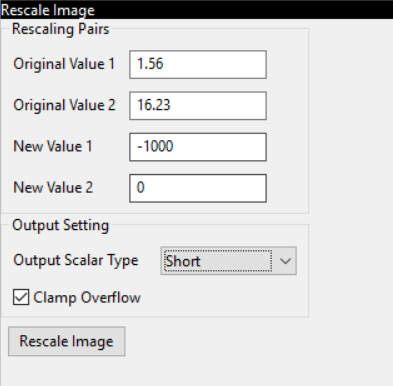 Rescale Image
Rescaling Pairs
Original Value 1 1.56
Original Value 2 16.23
New Value 1 -1000
New Value 2 0
Output Setting
Output Scalar Type Short
Clamp Overflow
Rescale Image